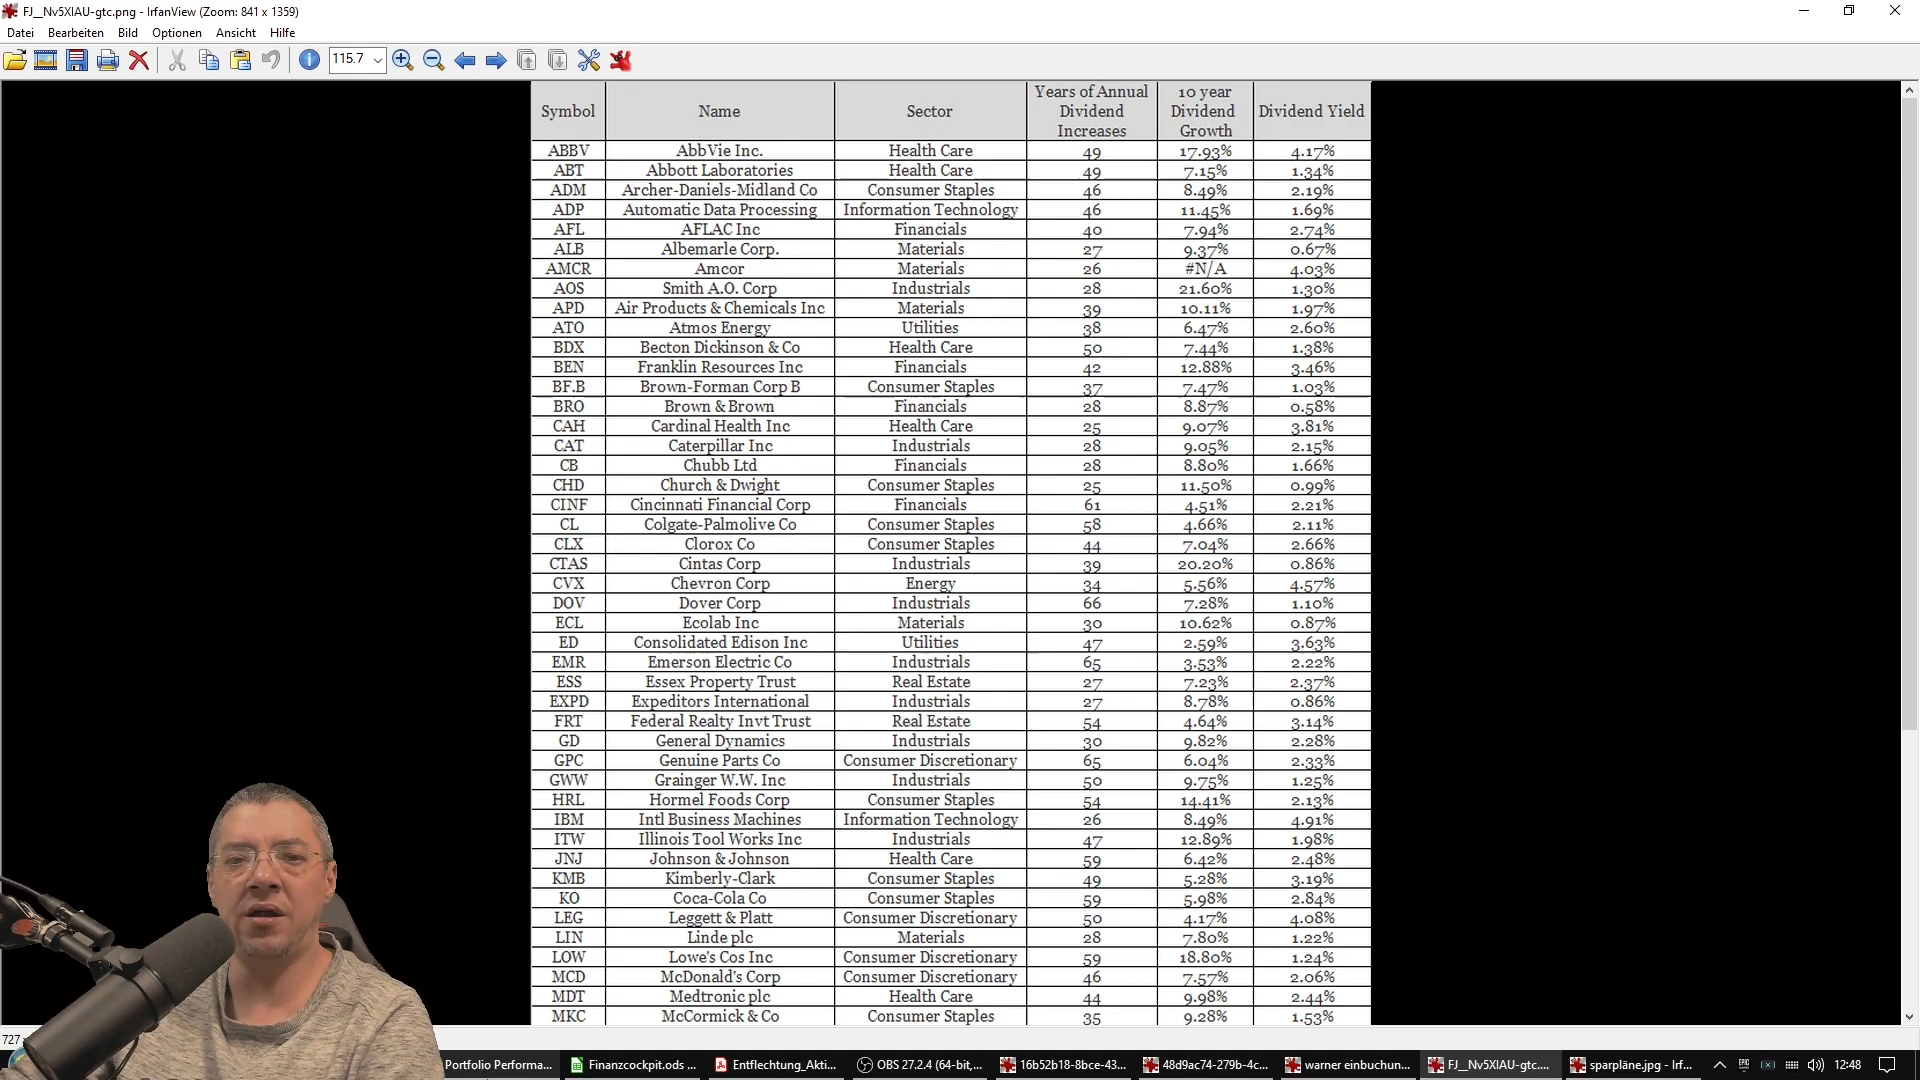 FJ__Nv5XIAU-gtc.png - IrfanView (Zoom: 841 x 1359)
Datei Bearbeiten Bild Optionen Ansicht Hilfe
115.7
Symbol Name Sector Years of Annual Dividend Increases 10 year Dividend Growth Dividend Yield
ABBV AbbVie Inc. Health Care 49 17.93% 4.17%
ABT Abbott Laboratories Health Care 49 7.15% 1.34%
ADM Archer-Daniels-Midland Co Consumer Staples 46 8.49% 2.19%
ADP Automatic Data Processing Information Technology 46 11.45% 1.69%
AFL AFLAC Inc Financials 40 7.94% 2.74%
ALB Albemarle Corp. Materials 27 9.37% 0.67%
AMCR Amcor Materials 26 #N/A 4.03%
AOS Smith A.O. Corp Industrials 28 21.60% 1.30%
APD Air Products & Chemicals Inc Materials 39 10.11% 1.97%
ATO Atmos Energy Utilities 38 6.47% 2.60%
BDX Becton Dickinson & Co Health Care 50 7.44% 1.38%
BEN Franklin Resources Inc Financials 42 12.88% 3.46%
BF.B Brown-Forman Corp B Consumer Staples 37 7.47% 1.03%
BRO Brown & Brown Financials 28 8.87% 0.58%
CAH Cardinal Health Inc Health Care 25 9.07% 3.81%
CAT Caterpillar Inc Industrials 28 9.05% 2.15%
CB Chubb Ltd Financials 28 8.80% 1.66%
CHD Church & Dwight Consumer Staples 25 11.50% 0.99%
CINF Cincinnati Financial Corp Financials 61 4.51% 2.21%
CL Colgate-Palmolive Co Consumer Staples 58 4.66% 2.11%
CLX Clorox Co Consumer Staples 44 7.04% 2.66%
CTAS Cintas Corp Industrials 39 20.20% 0.86%
CVX Chevron Corp Energy 34 5.56% 4.57%
DOV Dover Corp Industrials 66 7.28% 1.10%
ECL Ecolab Inc Materials 30 10.62% 0.87%
ED Consolidated Edison Inc Utilities 47 2.59% 3.63%
EMR Emerson Electric Co Industrials 65 3.53% 2.22%
ESS Essex Property Trust Real Estate 27 7.23% 2.37%
EXPD Expeditors International Industrials 27 8.78% 0.86%
FRT Federal Realty Invt Trust Real Estate 54 4.64% 3.14%
GD General Dynamics Industrials 30 9.82% 2.28%
GPC Genuine Parts Co Consumer Discretionary 65 6.04% 2.33%
GWW Grainger W.W. Inc Industrials 50 9.75% 1.25%
HRL Hormel Foods Corp Consumer Staples 54 14.41% 2.13%
IBM Intl Business Machines Information Technology 26 8.49% 4.91%
ITW Illinois Tool Works Inc Industrials 47 12.89% 1.98%
JNJ Johnson & Johnson Health Care 59 6.42% 2.48%
KMB Kimberly-Clark Consumer Staples 49 5.28% 3.19%
KO Coca-Cola Co Consumer Staples 59 5.98% 2.84%
LEG Leggett & Platt Consumer Discretionary 50 4.17% 4.08%
LIN Linde plc Materials 28 7.80% 1.22%
LOW Lowe's Cos Inc Consumer Discretionary 59 18.80% 1.24%
MCD McDonald's Corp Consumer Discretionary 46 7.57% 2.06%
MDT Medtronic plc Health Care 44 9.98% 2.44%
MKC McCormick & Co Consumer Staples 35 9.28% 1.53%
727
Portfolio Performa... Finanzcockpit.ods ... Entflechtung_Akti... OBS 27.2.4 (64-bit,... 16b52b18-8bce-43... 48d9ac74-279b-4c... warner einbuchun... FJ__Nv5XIAU-gtc.... sparpläne.jpg - Irf... EPIC 12:48